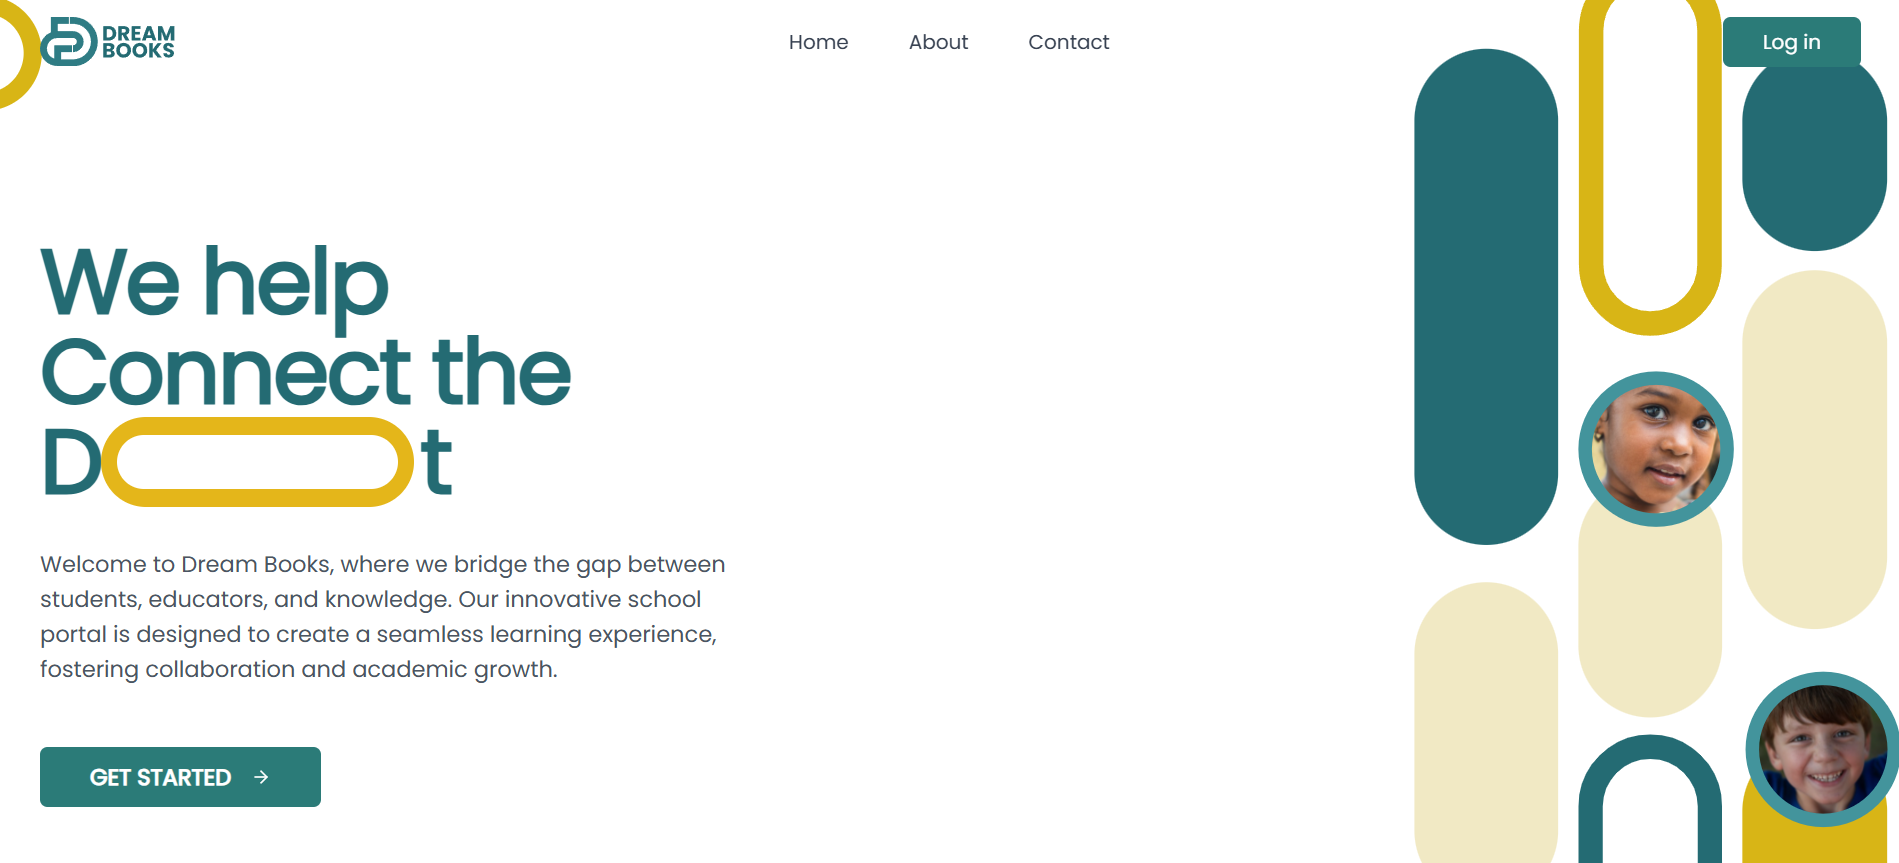 DREAM
BOOKS
Home
About
Contact
Log in
We help
Connect the
D t
Welcome to Dream Books, where we bridge the gap between
students, educators, and knowledge. Our innovative school
portal is designed to create a seamless learning experience,
fostering collaboration and academic growth.
GET STARTED →